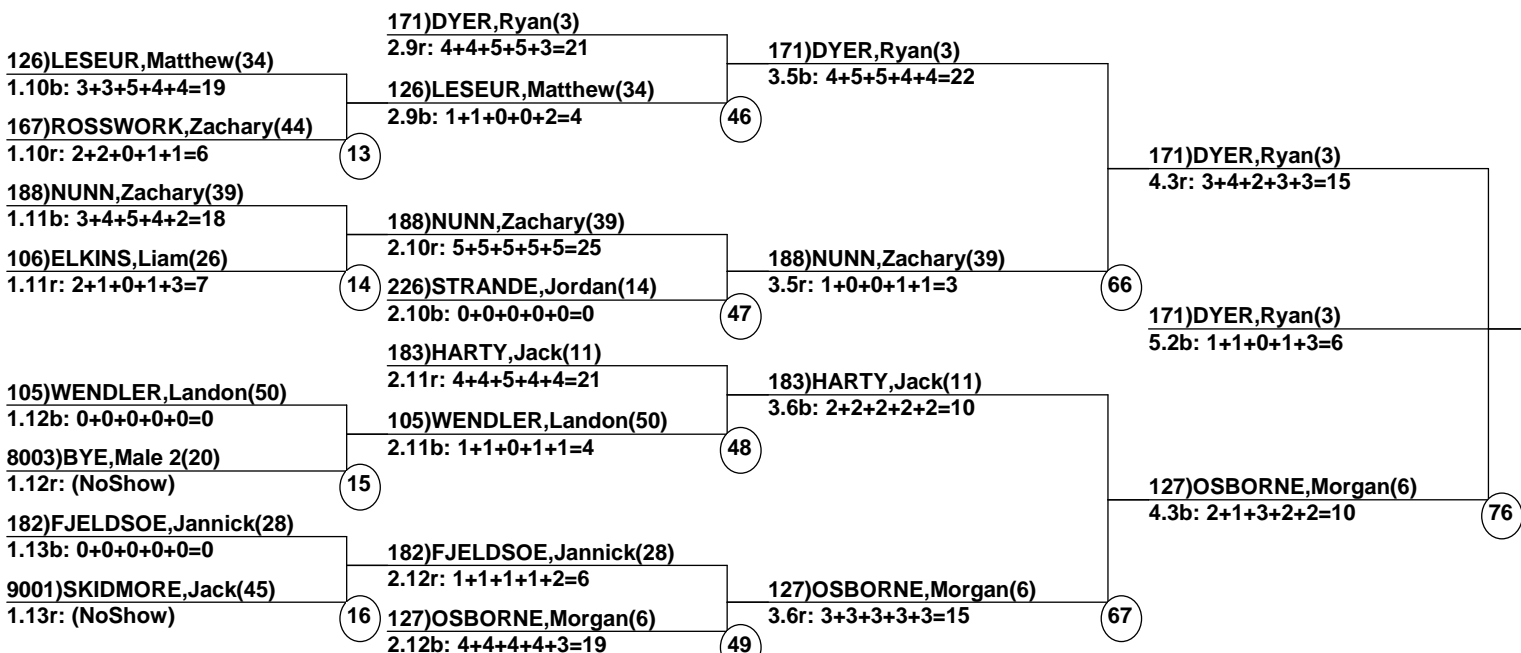 126)LESEUR,Matthew(34)
1.10b: 3+3+5+4+4=19
167)ROSSWORK,Zachary(44)
1.10r: 2+2+0+1+1=6
13
188)NUNN,Zachary(39)
1.11b: 3+4+5+4+2=18
106)ELKINS,Liam(26)
1.11r: 2+1+0+1+3=7
14
105)WENDLER,Landon(50)
1.12b: 0+0+0+0+0=0
8003)BYE,Male 2(20)
1.12r: (NoShow)
15
182)FJELDSOE,Jannick(28)
1.13b: 0+0+0+0+0=0
9001)SKIDMORE,Jack(45)
1.13r: (NoShow)
16
171)DYER,Ryan(3)
2.9r: 4+4+5+5+3=21
126)LESEUR,Matthew(34)
2.9b: 1+1+0+0+2=4
46
188)NUNN,Zachary(39)
2.10r: 5+5+5+5+5=25
226)STRANDE,Jordan(14)
2.10b: 0+0+0+0+0=0
47
183)HARTY,Jack(11)
2.11r: 4+4+5+4+4=21
105)WENDLER,Landon(50)
2.11b: 1+1+0+1+1=4
48
182)FJELDSOE,Jannick(28)
2.12r: 1+1+1+1+2=6
127)OSBORNE,Morgan(6)
2.12b: 4+4+4+4+3=19
49
171)DYER,Ryan(3)
3.5b: 4+5+5+4+4=22
188)NUNN,Zachary(39)
3.5r: 1+0+0+1+1=3
66
183)HARTY,Jack(11)
3.6b: 2+2+2+2+2=10
127)OSBORNE,Morgan(6)
3.6r: 3+3+3+3+3=15
67
171)DYER,Ryan(3)
4.3r: 3+4+2+3+3=15
171)DYER,Ryan(3)
5.2b: 1+1+0+1+3=6
127)OSBORNE,Morgan(6)
4.3b: 2+1+3+2+2=10
76